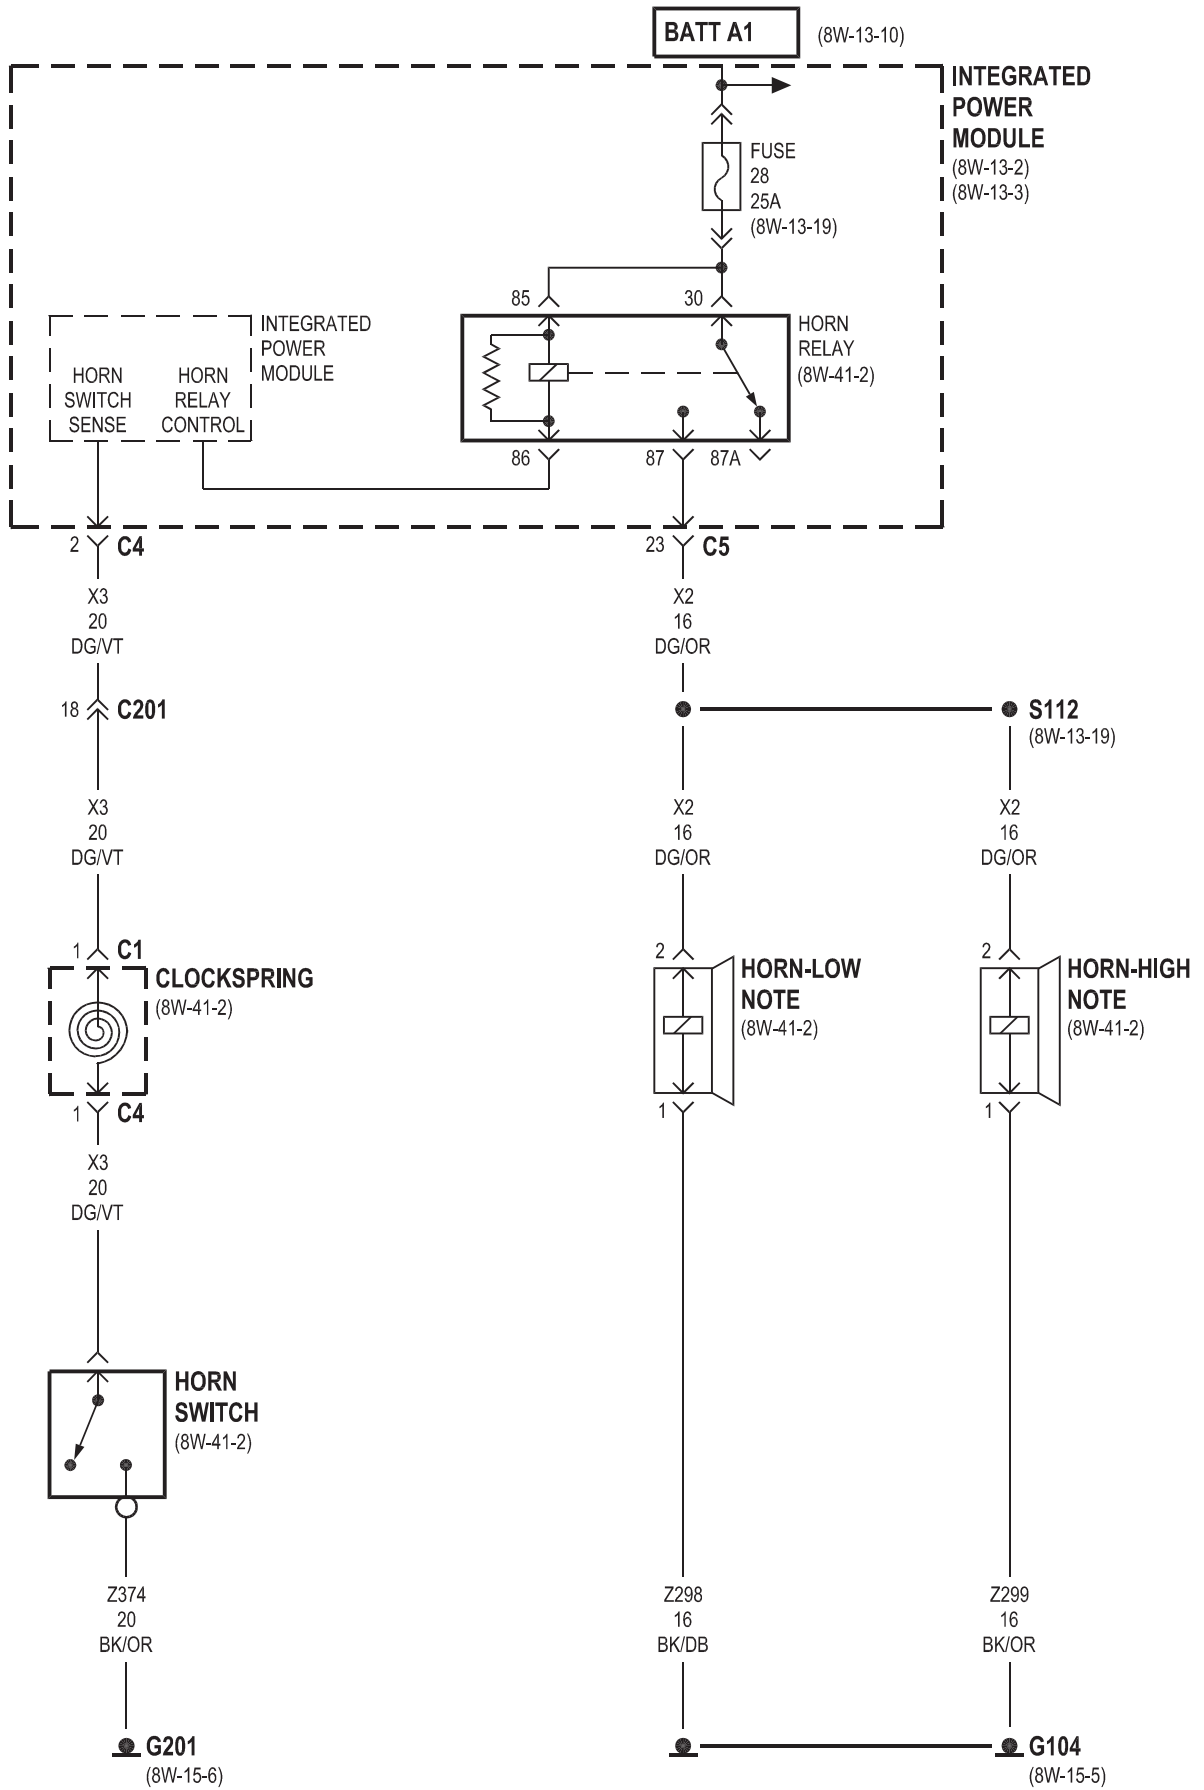 BATT A1
(8W-13-10)
INTEGRATED
POWER
MODULE
(8W-13-2)
(8W-13-3)
FUSE
28
25A
(8W-13-19)
85
30
HORN
RELAY
(8W-41-2)
INTEGRATED
POWER
MODULE
HORN
SWITCH
SENSE
HORN
RELAY
CONTROL
86
87
87A
2
C4
23
C5
X3
20
DG/VT
X2
16
DG/OR
18
C201
S112
(8W-13-19)
X3
20
DG/VT
X2
16
DG/OR
X2
16
DG/OR
1
C1
CLOCKSPRING
(8W-41-2)
2
HORN-LOW
NOTE
(8W-41-2)
2
HORN-HIGH
NOTE
(8W-41-2)
1
C4
1
1
X3
20
DG/VT
HORN
SWITCH
(8W-41-2)
Z374
20
BK/OR
Z298
16
BK/DB
Z299
16
BK/OR
G201
(8W-15-6)
G104
(8W-15-5)